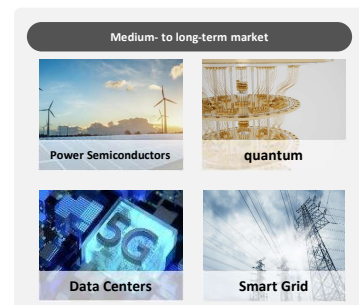 Medium- to long-term market
Power Semiconductors
quantum
5G
Data Centers
Smart Grid